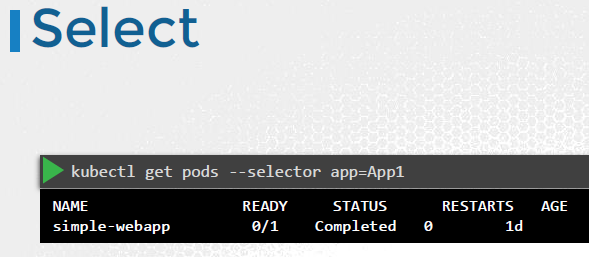 Select
kubectl get pods --selector app=App1
NAME READY STATUS RESTARTS AGE
simple-webapp 0/1 Completed 0 1d